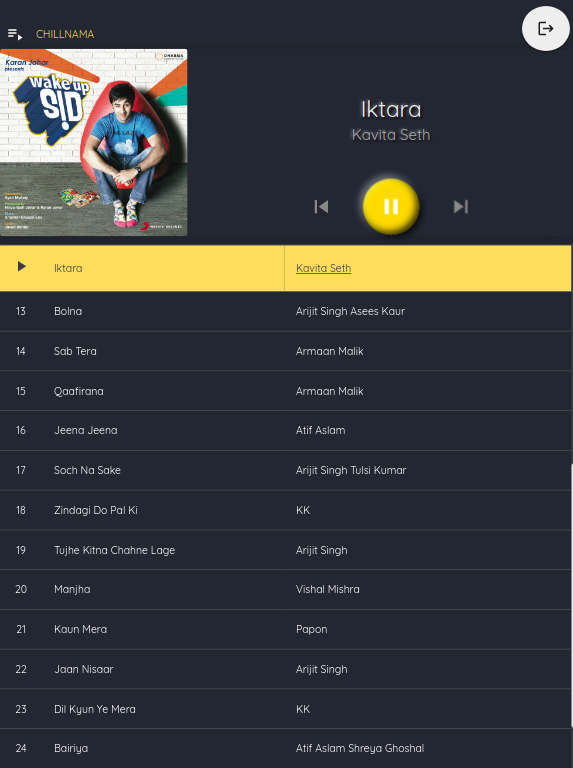 CHILLNAMA
Karan Johar
presents
wake up
SID
DHARMA
Iktara
Kavita Seth
Iktara Kavita Seth
13 Bolna Arijit Singh Asees Kaur
14 Sab Tera Armaan Malik
15 Qaafirana Armaan Malik
16 Jeena Jeena Atif Aslam
17 Soch Na Sake Arijit Singh Tulsi Kumar
18 Zindagi Do Pal Ki KK
19 Tujhe Kitna Chahne Lage Arijit Singh
20 Manjha Vishal Mishra
21 Kaun Mera Papon
22 Jaan Nisaar Arijit Singh
23 Dil Kyun Ye Mera KK
24 Bairiya Atif Aslam Shreya Ghoshal